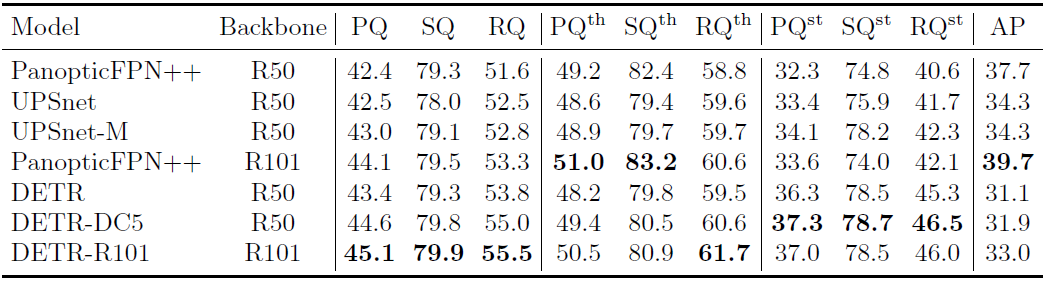 Model Backbone PQ SQ RQ PQ^th SQ^th RQ^th PQ^st SQ^st RQ^st AP
PanopticFPN++ R50 42.4 79.3 51.6 49.2 82.4 58.8 32.3 74.8 40.6 37.7
UPSnet R50 42.5 78.0 52.5 48.6 79.4 59.6 33.4 75.9 41.7 34.3
UPSnet-M R50 43.0 79.1 52.8 48.9 79.7 59.7 34.1 78.2 42.3 34.3
PanopticFPN++ R101 44.1 79.5 53.3 51.0 83.2 60.6 33.6 74.0 42.1 39.7
DETR R50 43.4 79.3 53.8 48.2 79.8 59.5 36.3 78.5 45.3 31.1
DETR-DC5 R50 44.6 79.8 55.0 49.4 80.5 60.6 37.3 78.7 46.5 31.9
DETR-R101 R101 45.1 79.9 55.5 50.5 80.9 61.7 37.0 78.5 46.0 33.0